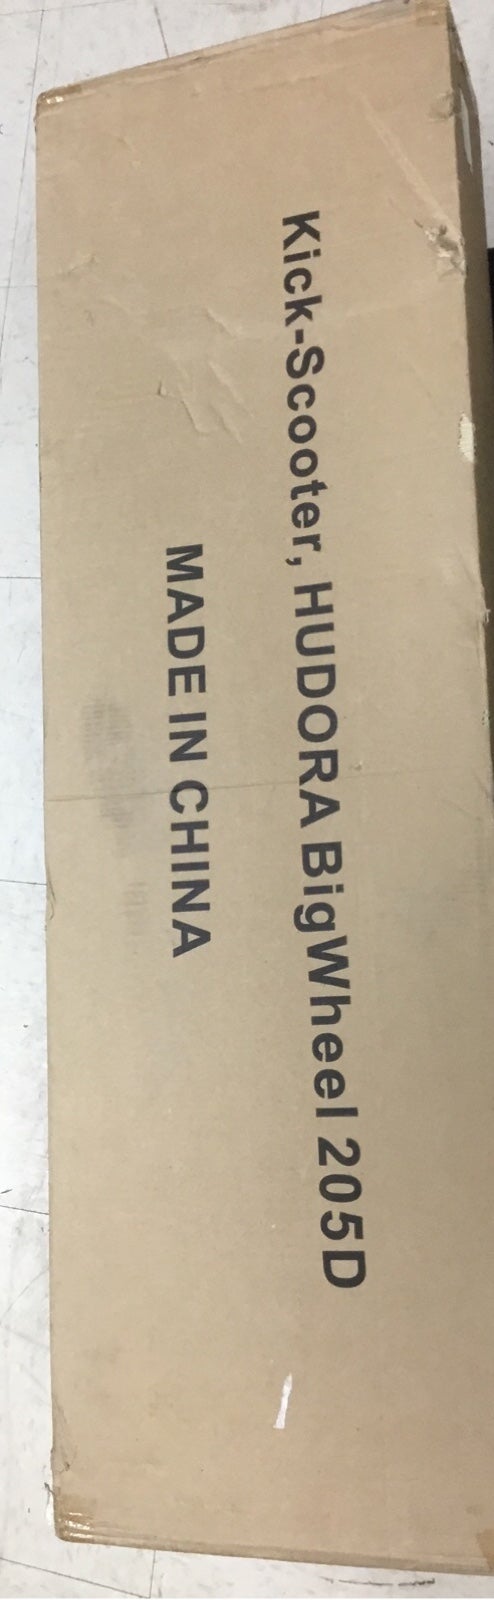 Kick-Scooter, HUDORA BigWheel 205D
MADE IN CHINA